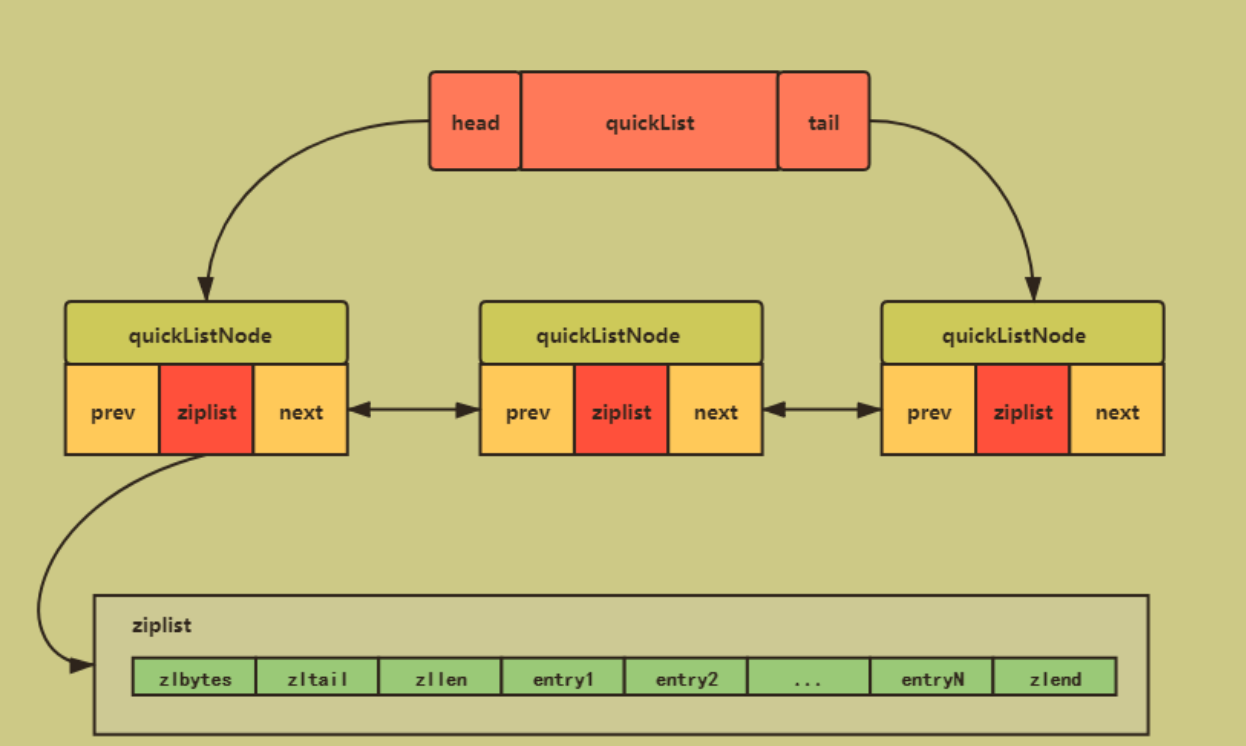 head quickList tail
quickListNode quickListNode quickListNode
prev ziplist next prev ziplist next prev ziplist next
ziplist
zlbytes zltail zllen entry1 entry2 ... entryN zlend